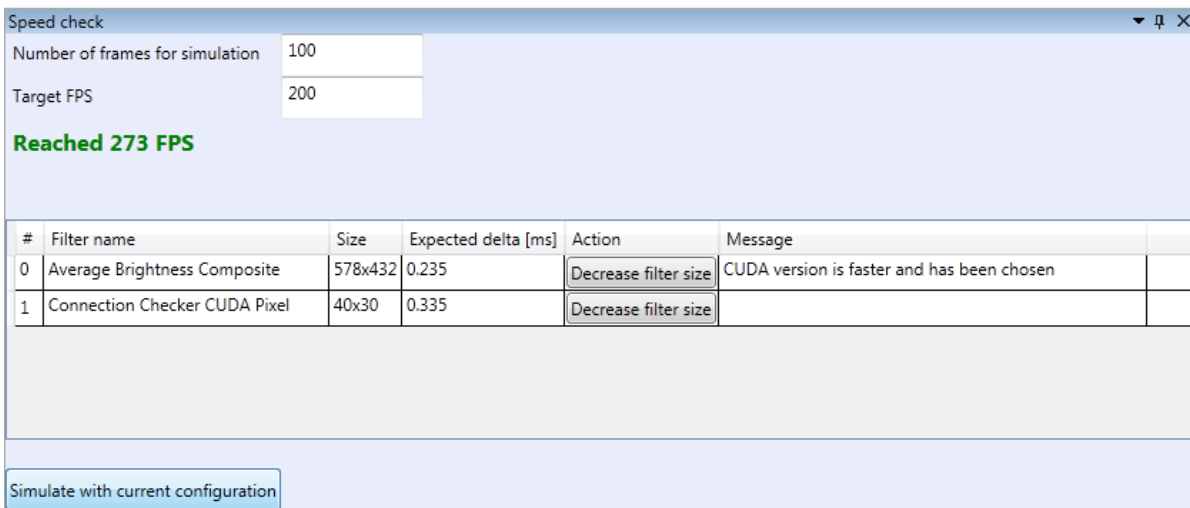 Speed check
Number of frames for simulation 100
Target FPS 200
Reached 273 FPS
# Filter name Size Expected delta [ms] Action Message
0 Average Brightness Composite 578x432 0.235 Decrease filter size CUDA version is faster and has been chosen
1 Connection Checker CUDA Pixel 40x30 0.335 Decrease filter size
Simulate with current configuration